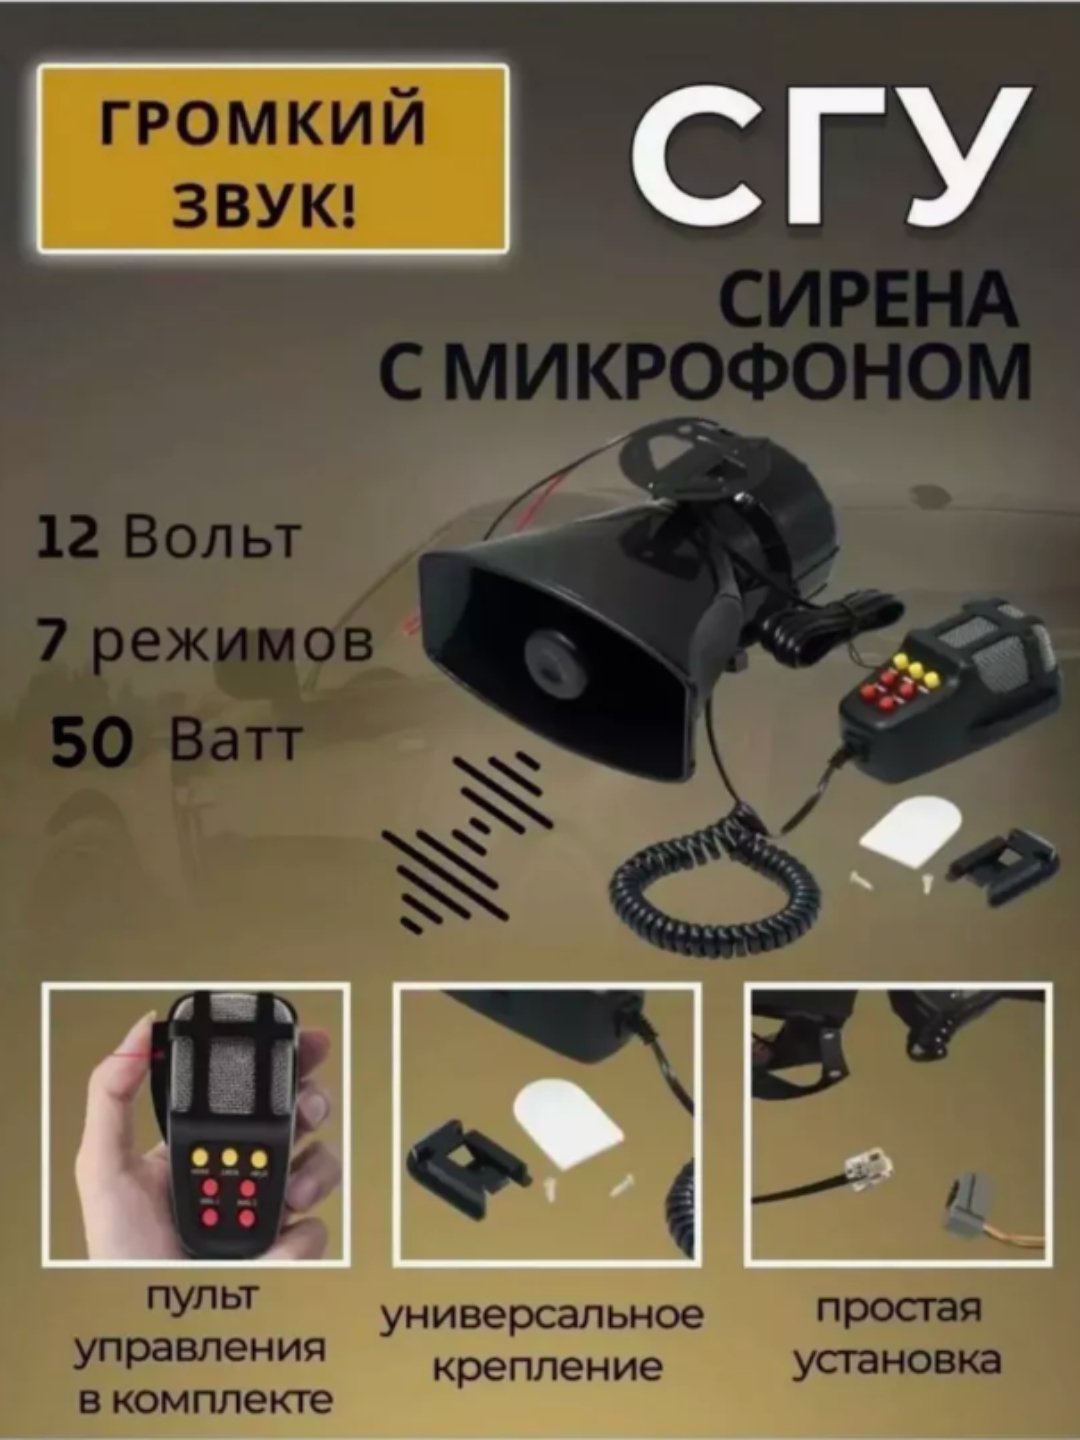 ГРОМКИЙ
ЗВУК!
СГУ
СИРЕНА
С МИКРОФОНОМ
12 Вольт
7 режимов
50 Ватт
пульт
управления
в комплекте
универсальное
крепление
простая
установка